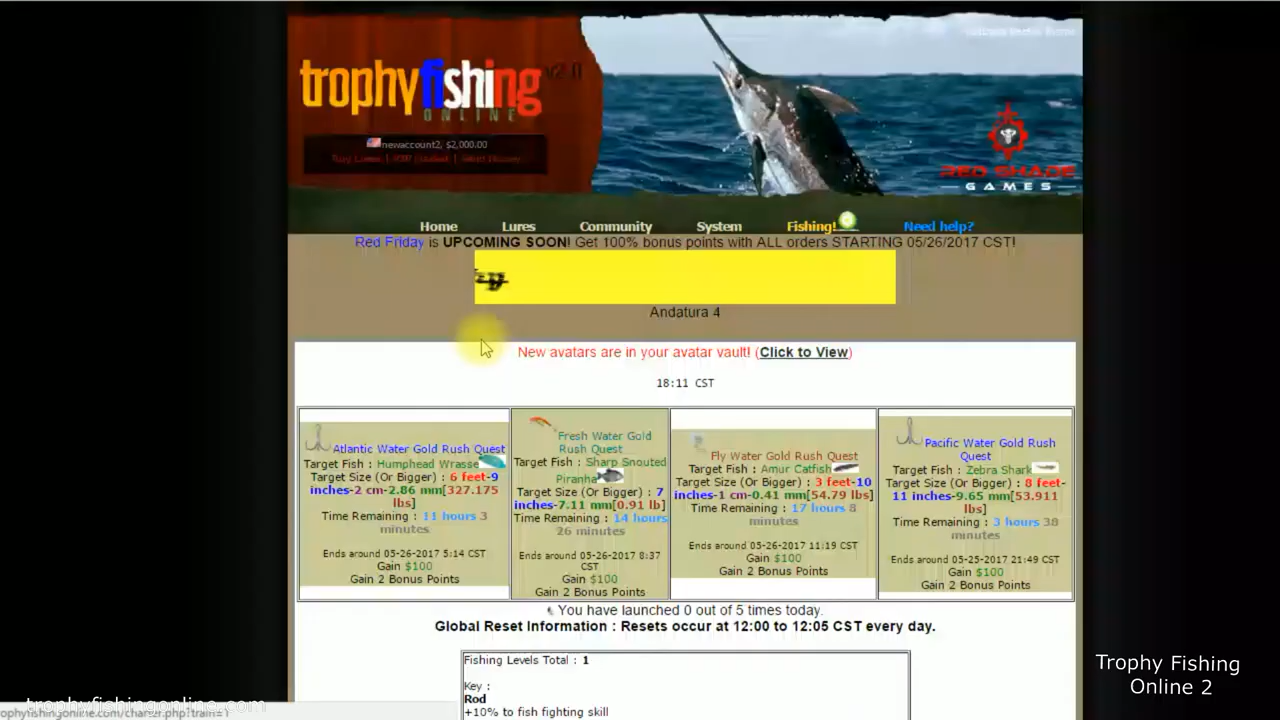 trophyfishing v2.0
ONLINE
newaccount2, $2,000.00
RED SHADE
GAMES
Home Lures Community System Fishing! Need help?
Red Friday is UPCOMING SOON! Get 100% bonus points with ALL orders STARTING 05/26/2017 CST!
Andatura 4
New avatars are in your avatar vault! (Click to View)
18:11 CST
Atlantic Water Gold Rush Quest
Target Fish : Humphead Wrasse
Target Size (Or Bigger) : 6 feet-9
inches-2 cm-2.86 mm[327.175
lbs]
Time Remaining : 11 hours 3
minutes
Ends around 05-26-2017 5:14 CST
Gain $100
Gain 2 Bonus Points
Fresh Water Gold
Rush Quest
Target Fish : Sharp Snouted
Piranha
Target Size (Or Bigger) : 7
inches-7.11 mm[0.91 lb]
Time Remaining : 14 hours
26 minutes
Ends around 05-26-2017 8:37
CST
Gain $100
Gain 2 Bonus Points
Fly Water Gold Rush Quest
Target Fish : Amur Catfish
Target Size (Or Bigger) : 3 feet-10
inches-1 cm-0.41 mm[54.79 lbs]
Time Remaining : 17 hours 8
minutes
Ends around 05-26-2017 11:19 CST
Gain $100
Gain 2 Bonus Points
Pacific Water Gold Rush
Quest
Target Fish : Zebra Shark
Target Size (Or Bigger) : 8 feet-
11 inches-9.65 mm[53.911
lbs]
Time Remaining : 3 hours 38
minutes
Ends around 05-25-2017 21:49 CST
Gain $100
Gain 2 Bonus Points
You have launched 0 out of 5 times today.
Global Reset Information : Resets occur at 12:00 to 12:05 CST every day.
Fishing Levels Total : 1
Key :
Rod
+10% to fish fighting skill
Trophy Fishing
Online 2
trophyfishingonline.com
trophyfishingonline.com/charter.php?train=1